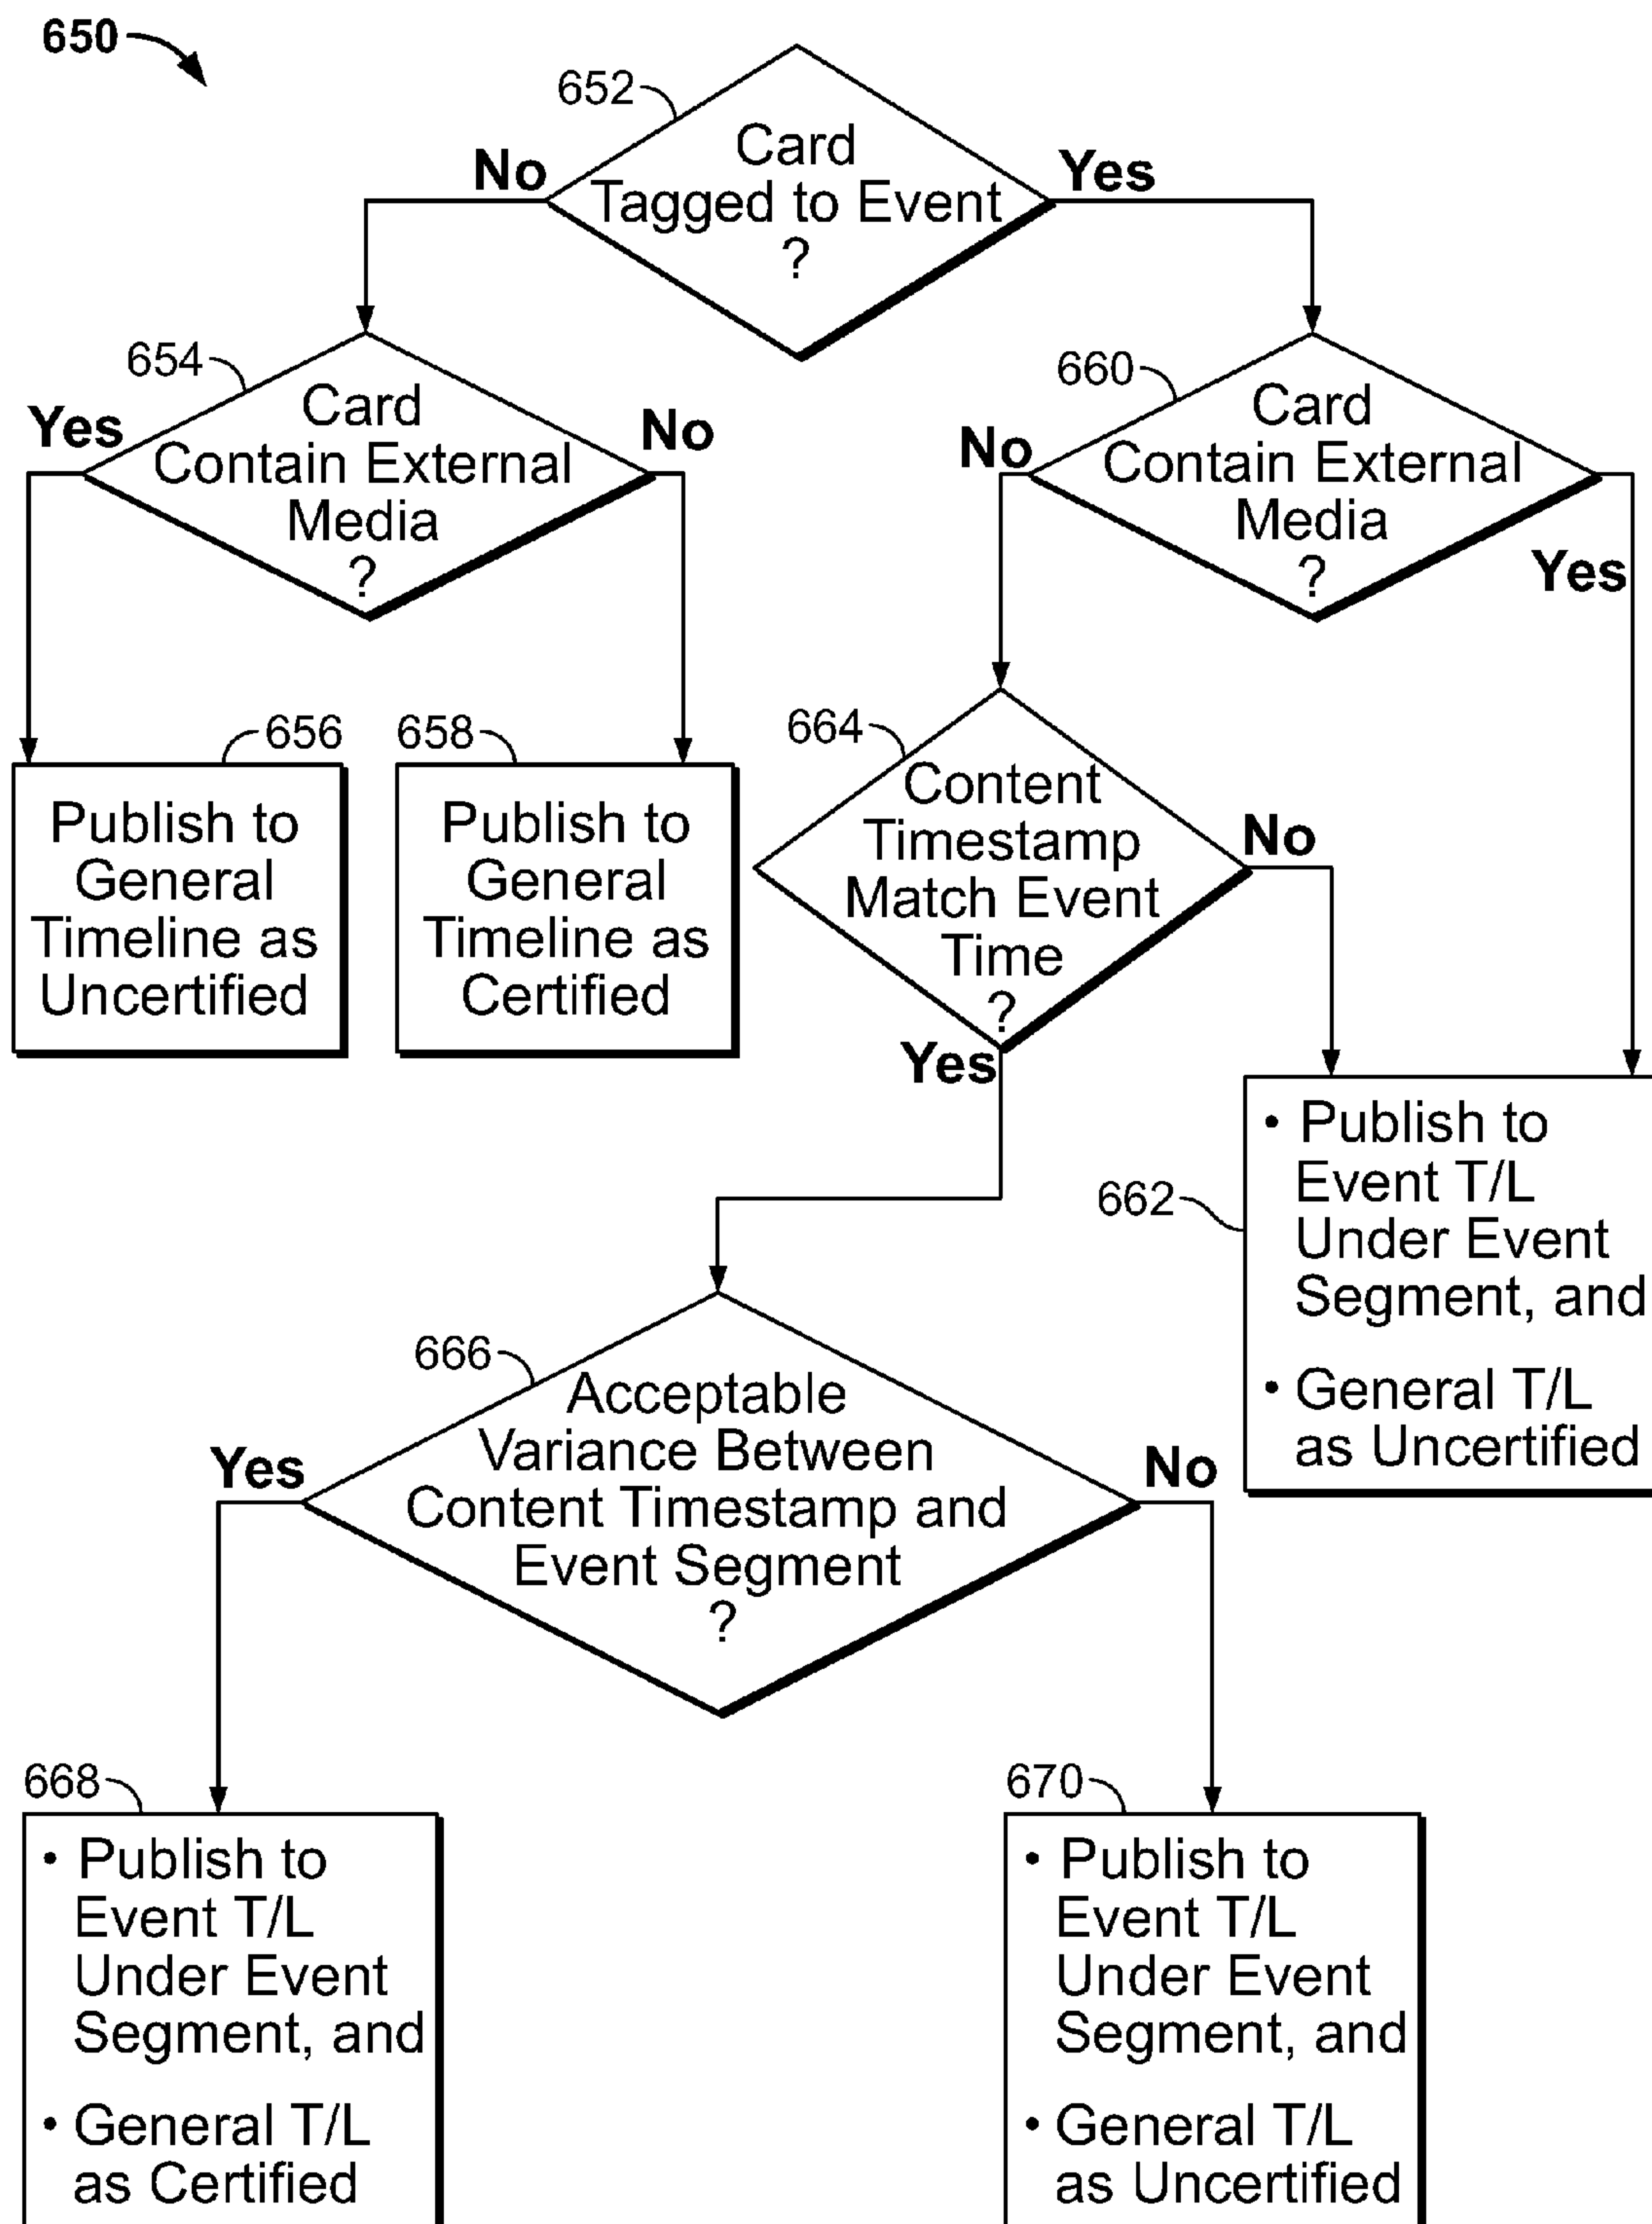 650
652
Card
Tagged to Event
?
No
Yes
654
Card
Contain External
Media
?
Yes
No
660
Card
Contain External
Media
?
No
Yes
656
Publish to
General
Timeline as
Uncertified
658
Publish to
General
Timeline as
Certified
664
Content
Timestamp
Match Event
Time
?
No
Yes
662
• Publish to
Event T/L
Under Event
Segment, and
• General T/L
as Uncertified
666
Acceptable
Variance Between
Content Timestamp and
Event Segment
?
Yes
No
668
• Publish to
Event T/L
Under Event
Segment, and
• General T/L
as Certified
670
• Publish to
Event T/L
Under Event
Segment, and
• General T/L
as Uncertified